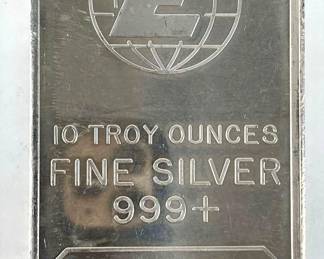 10 TROY OUNCES
FINE SILVER
999+